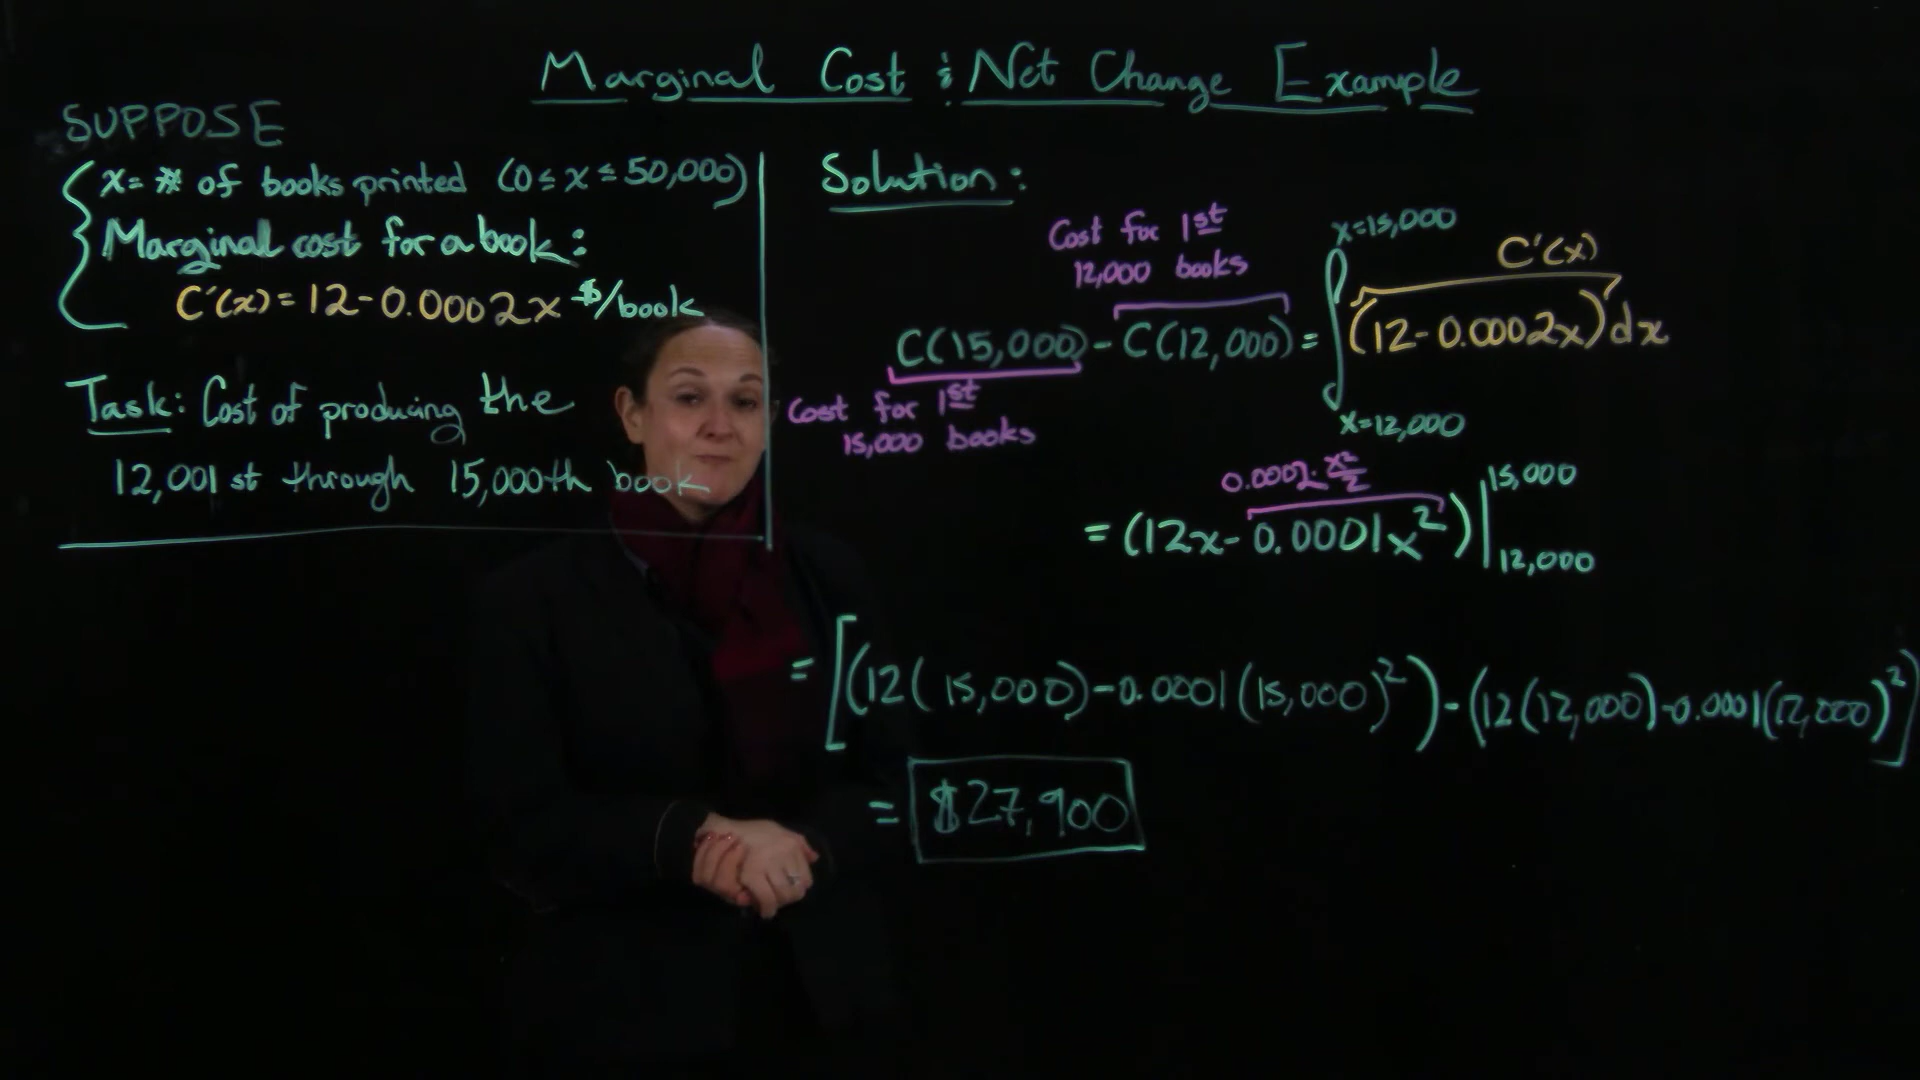 Marginal Cost & Net Change Example
SUPPOSE
x = # of books printed (0 ≤ x ≤ 50,000)
Marginal cost for a book:
C'(x) = 12 - 0.0002x $/book
Task: Cost of producing the
12,001 st through 15,000th book
Solution:
Cost for 1st
12,000 books
x=15,000
C'(x)
C(15,000) - C(12,000) = ∫ (12 - 0.0002x) dx
Cost for 1st
15,000 books
x=12,000
0.0002·x²/2
= (12x - 0.0001x²) | 15,000
12,000
= [(12(15,000) - 0.0001(15,000)²) - (12(12,000) - 0.0001(12,000)²]
= $27,900